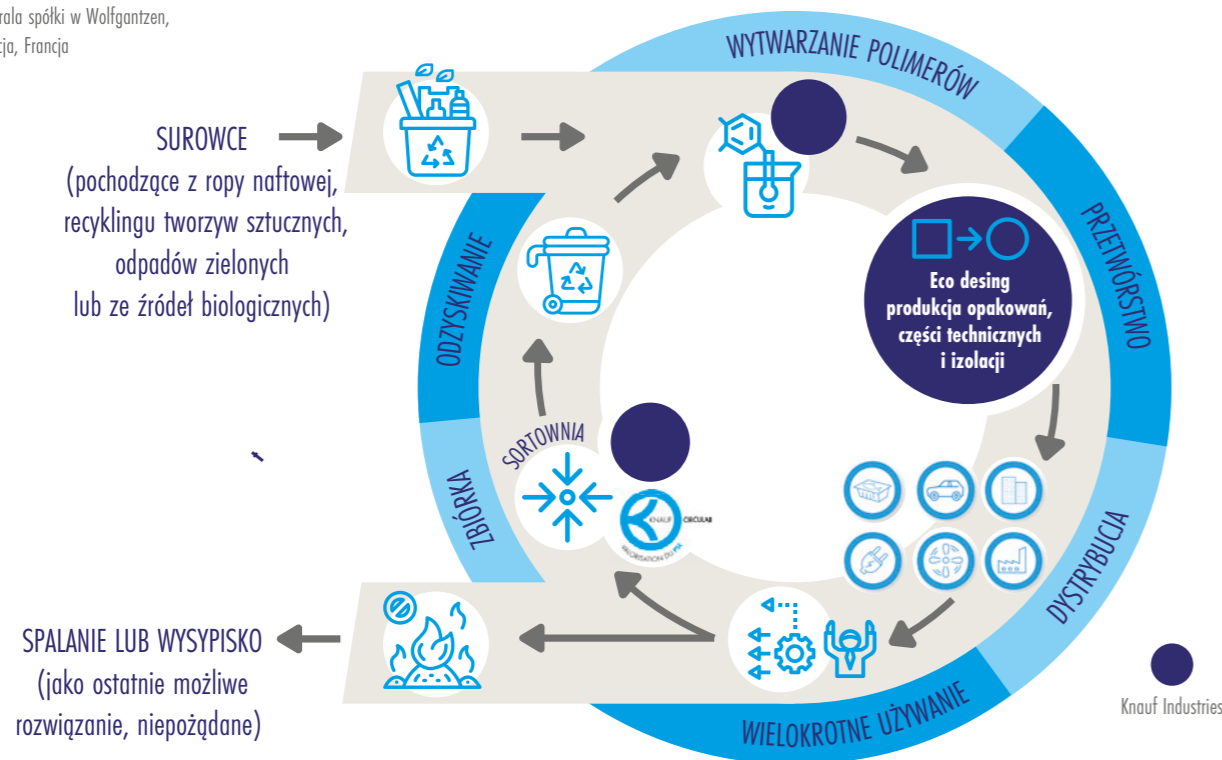 rala spółki w Wolfgantzen,
cja, Francja
WYTWARZANIE POLIMERÓW
SUROWCE
(pochodzące z ropy naftowej,
recyklingu tworzyw sztucznych,
odpadów zielonych
lub ze źródeł biologicznych)
PRZETWÓRSTWO
Eco desing
produkcja opakowań,
części technicznych
i izolacji
ODZYSKIWANIE
SORTOWNIA
ZBIÓRKA
KNAUF CIRCULAR
VALORISATION DU PSE
DYSTRYBUCJA
SPALANIE LUB WYSYPISKO
(jako ostatnie możliwe
rozwiązanie, niepożądane)
WIELOKROTNE UŻYWANIE
Knauf Industries